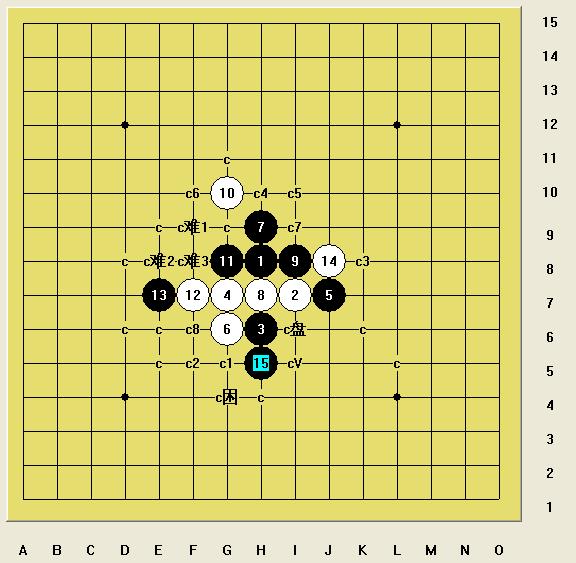 15
14
13
12
c 11
c6 10 c4 c5 10
c c难1 c 7 c7 9
c c难2 c难3 11 1 9 14 c3 8
13 12 4 8 2 5 7
c c c8 6 3 c盘 c 6
c c2 c1 15 cV c 5
c困 c 4
3
2
1
A B C D E F G H I J K L M N O